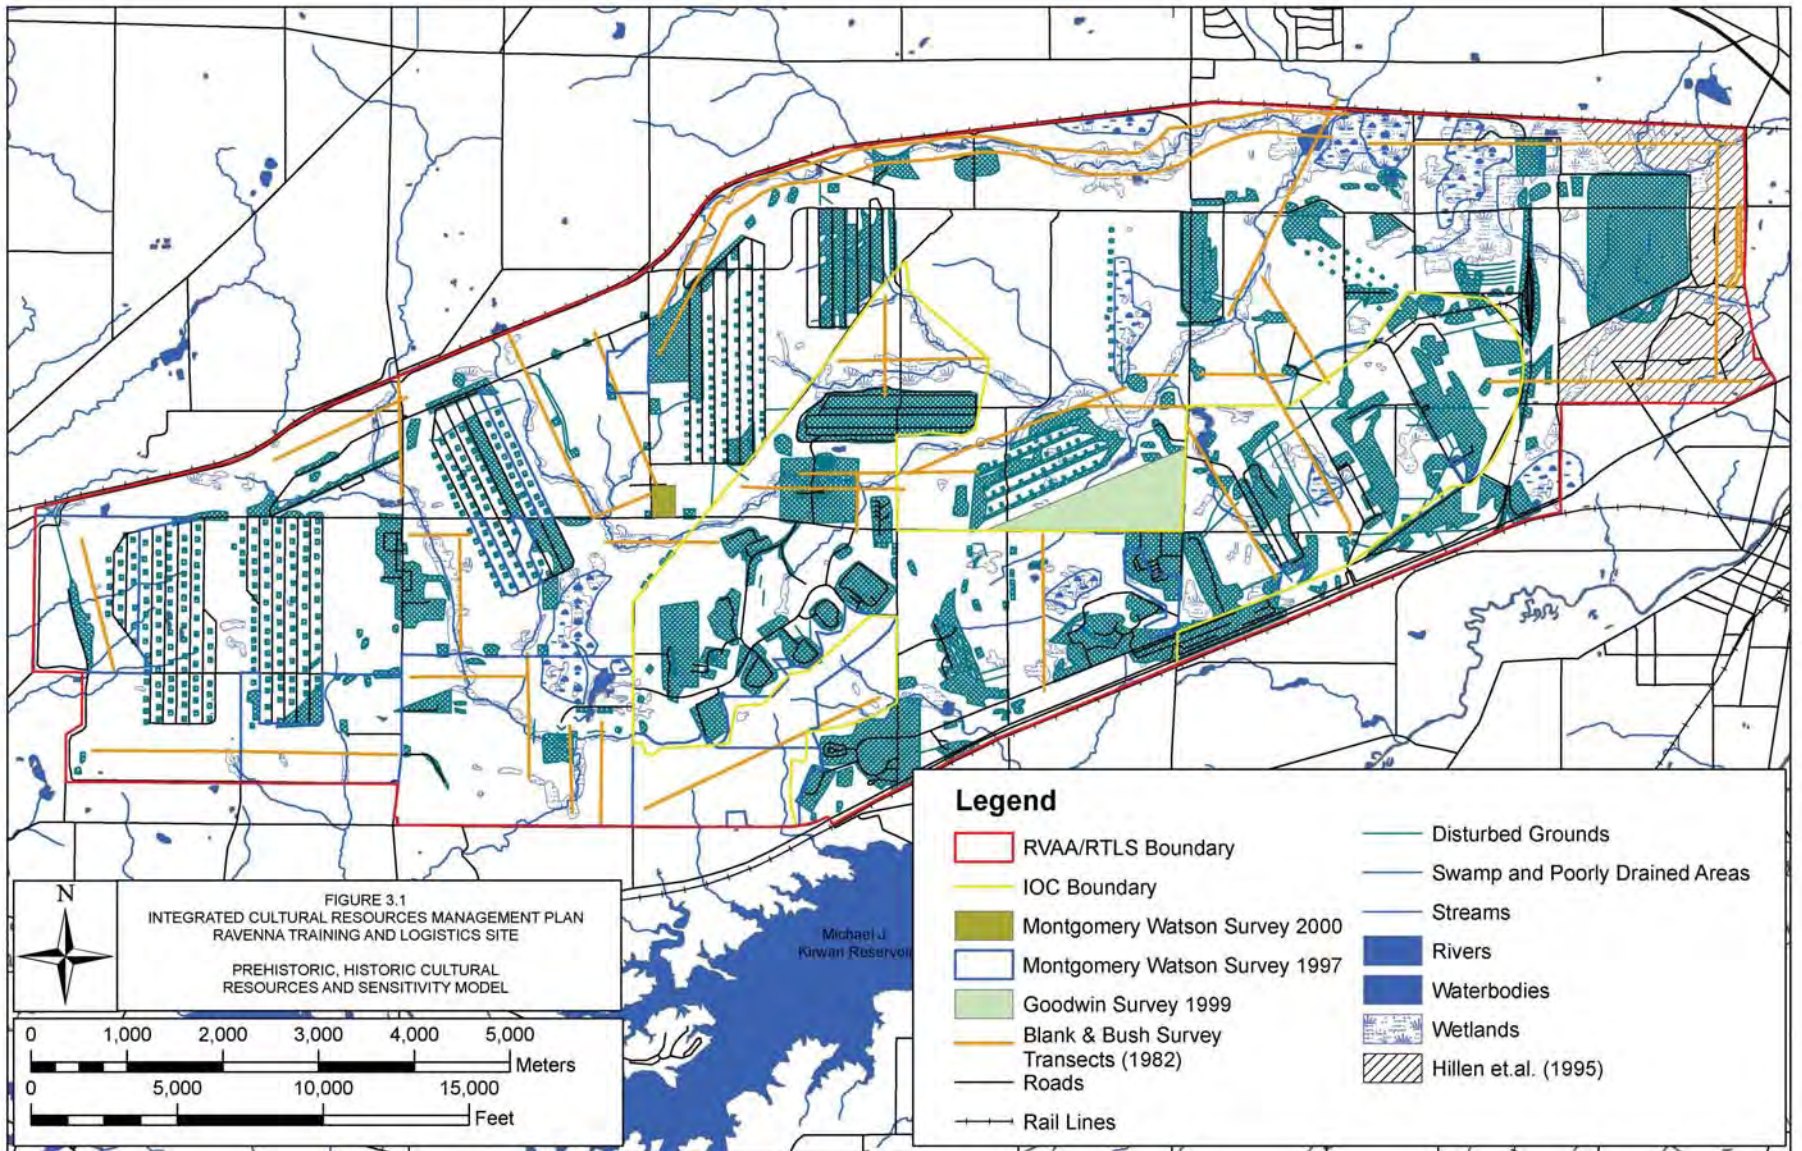 Michael J.
Kirwan Reservoir
N
FIGURE 3.1
INTEGRATED CULTURAL RESOURCES MANAGEMENT PLAN
RAVENNA TRAINING AND LOGISTICS SITE
PREHISTORIC, HISTORIC CULTURAL
RESOURCES AND SENSITIVITY MODEL
0 1,000 2,000 3,000 4,000 5,000
Meters
0 5,000 10,000 15,000
Feet
Legend
RVAA/RTLS Boundary
IOC Boundary
Montgomery Watson Survey 2000
Montgomery Watson Survey 1997
Goodwin Survey 1999
Blank & Bush Survey
Transects (1982)
Roads
Rail Lines
Disturbed Grounds
Swamp and Poorly Drained Areas
Streams
Rivers
Waterbodies
Wetlands
Hillen et.al. (1995)